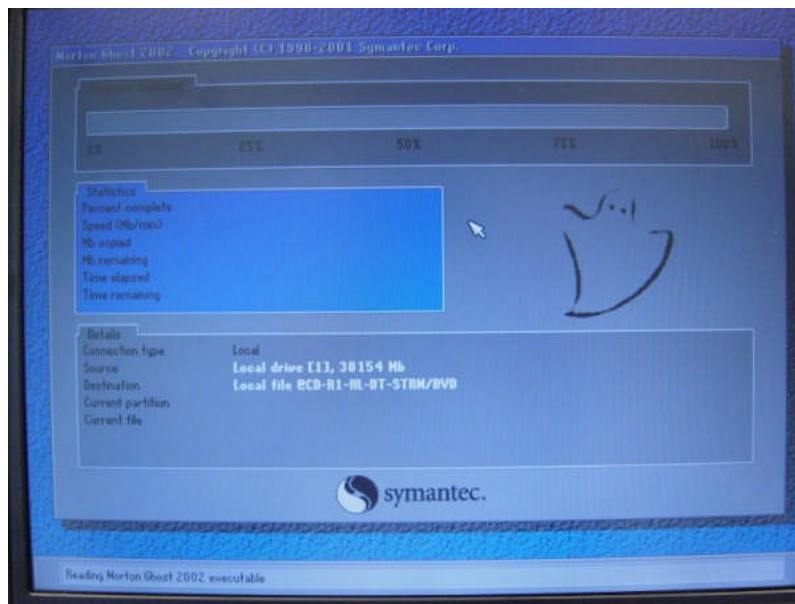 Norton Ghost 2002   Copyright (C) 1998-2001 Symantec Corp.
Progress Indicator
0%   25%   50%   75%   100%
Statistics
Percent complete
Speed (Mb/min)
Mb copied
Mb remaining
Time elapsed
Time remaining
Details
Connection type   Local
Source   Local drive [1], 38154 Mb
Destination   Local file @CD-R1-HL-DT-STRM/DVD
Current partition
Current file
symantec.
Reading Norton Ghost 2002 executable